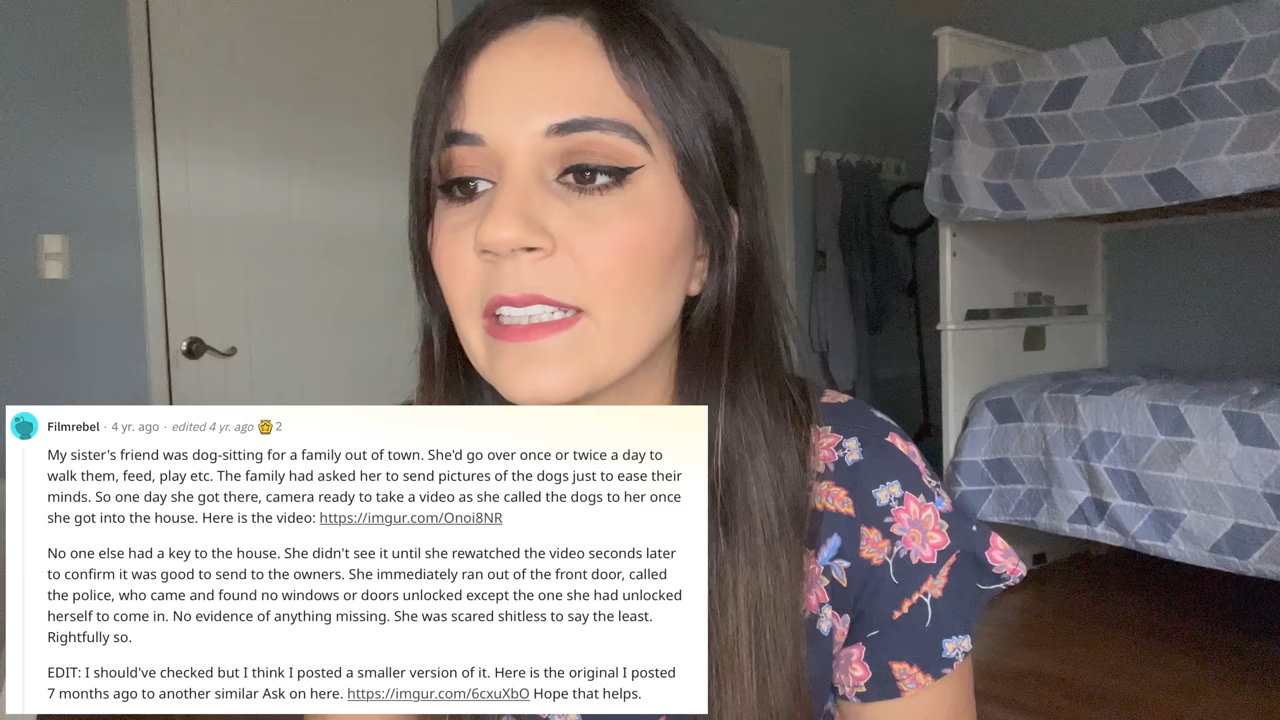 Filmrebel · 4 yr. ago · edited 4 yr. ago 2
My sister's friend was dog-sitting for a family out of town. She'd go over once or twice a day to
walk them, feed, play etc. The family had asked her to send pictures of the dogs just to ease their
minds. So one day she got there, camera ready to take a video as she called the dogs to her once
she got into the house. Here is the video: https://imgur.com/Onoi8NR
No one else had a key to the house. She didn't see it until she rewatched the video seconds later
to confirm it was good to send to the owners. She immediately ran out of the front door, called
the police, who came and found no windows or doors unlocked except the one she had unlocked
herself to come in. No evidence of anything missing. She was scared shitless to say the least.
Rightfully so.
EDIT: I should've checked but I think I posted a smaller version of it. Here is the original I posted
7 months ago to another similar Ask on here. https://imgur.com/6cxuXbO Hope that helps.